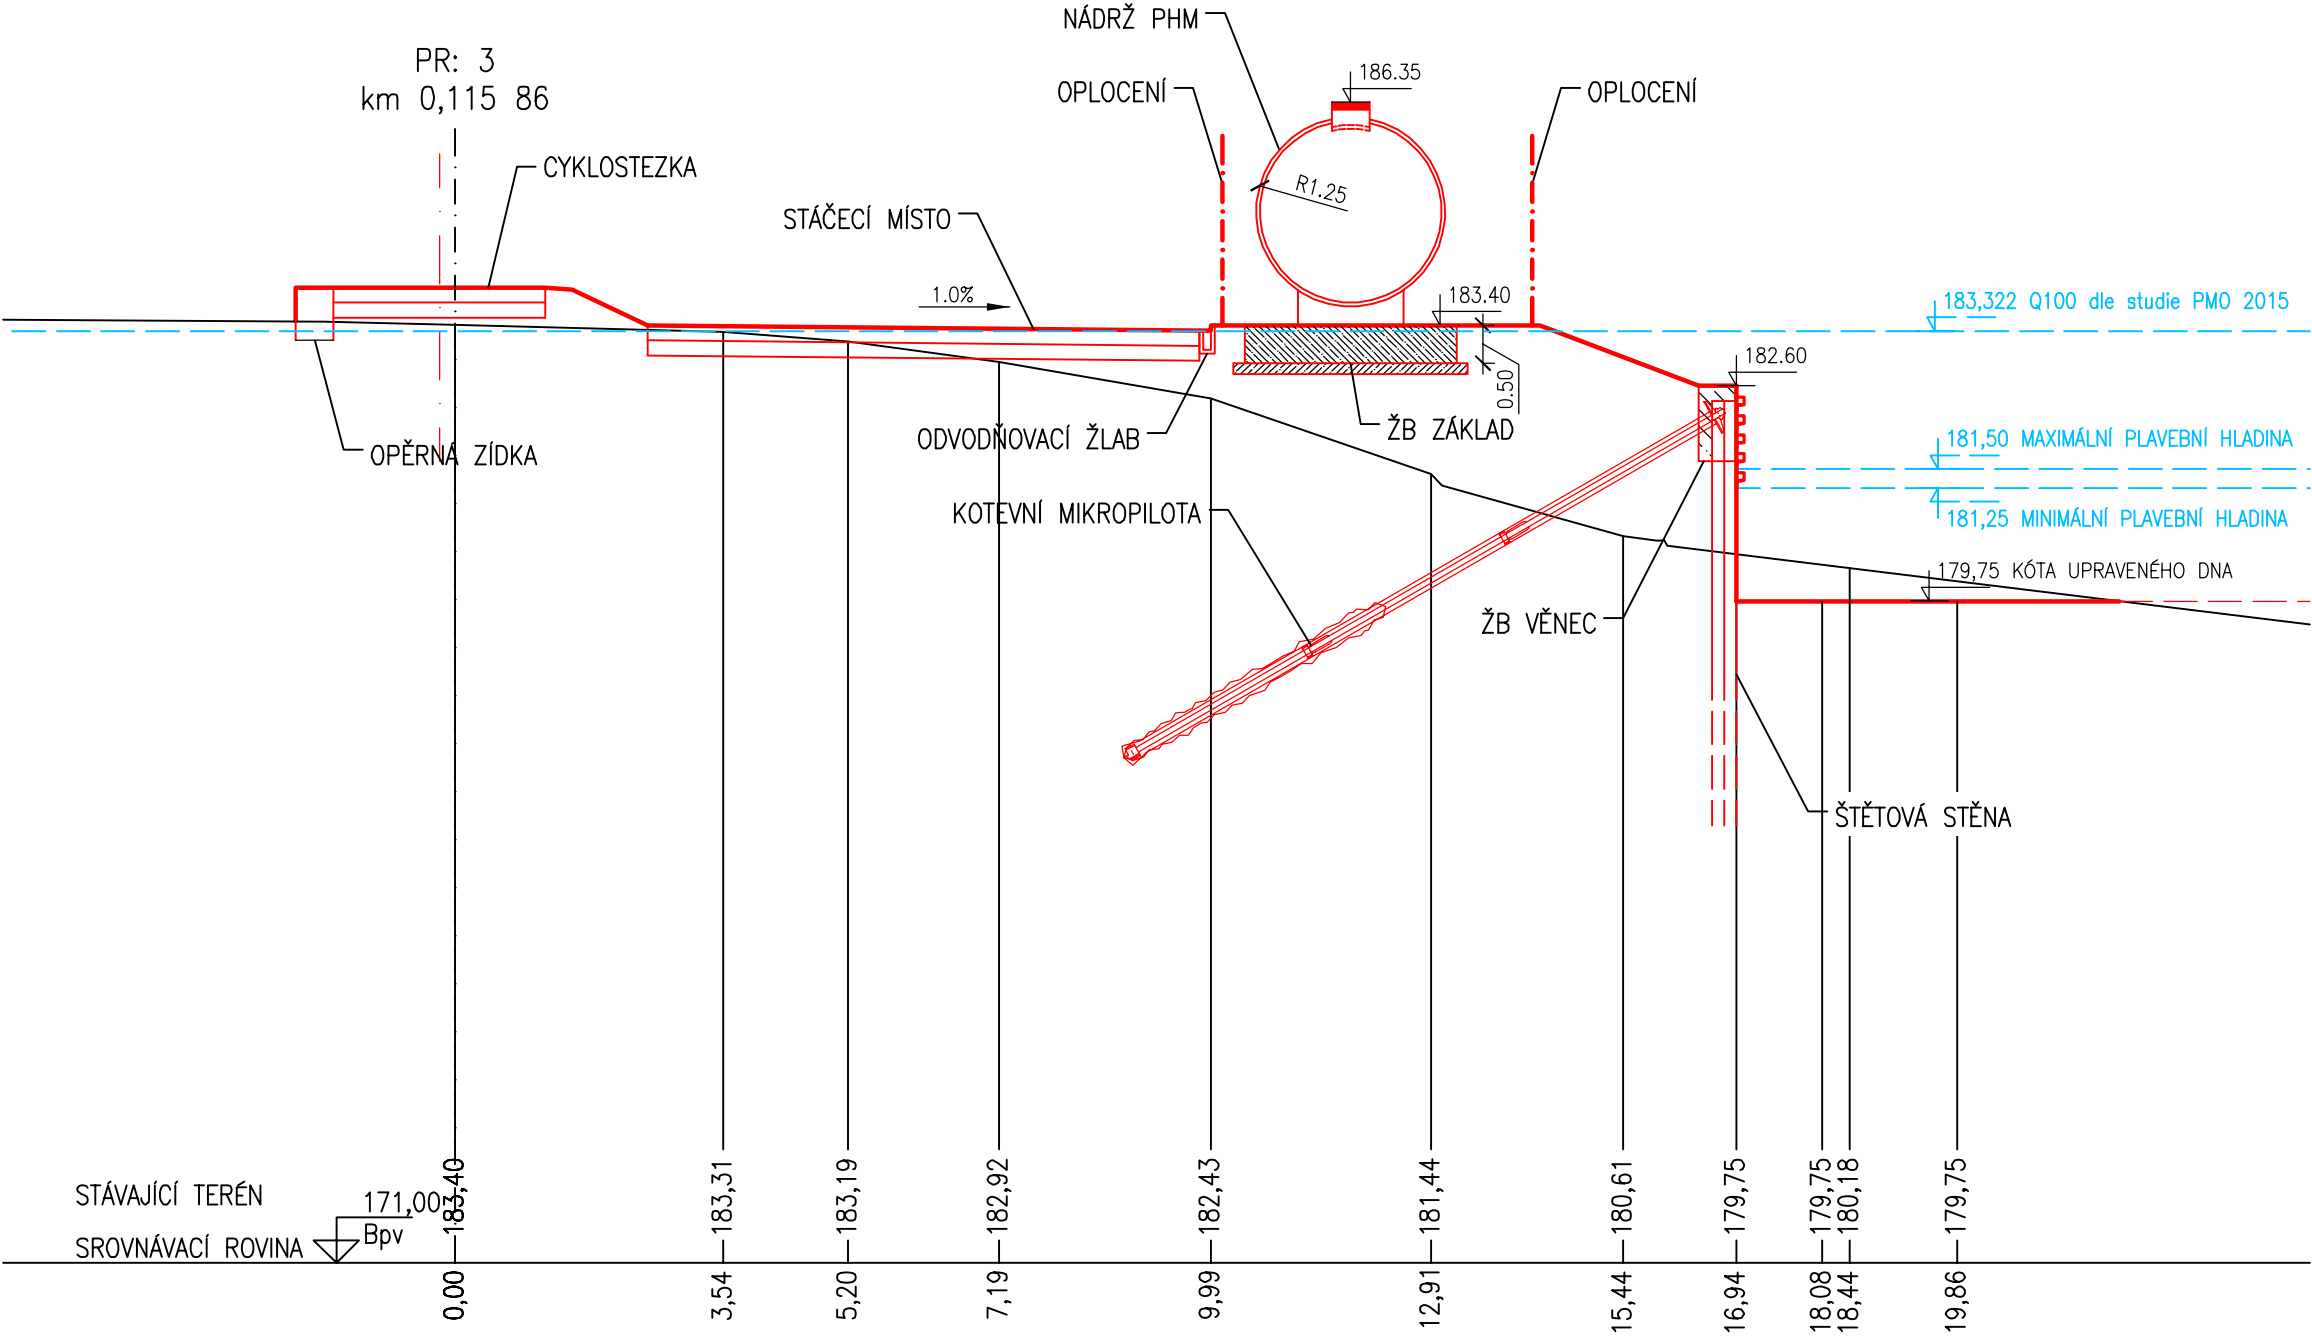 NÁDRŽ PHM
PR: 3
km 0,115 86
186.35
OPLOCENÍ
OPLOCENÍ
CYKLOSTEZKA
R1.25
STÁČECÍ MÍSTO
1.0%
183.40
183,322 Q100 dle studie PMO 2015
182.60
0.50
ODVODŇOVACÍ ŽLAB
ŽB ZÁKLAD
181,50 MAXIMÁLNÍ PLAVEBNÍ HLADINA
OPĚRNÁ ZÍDKA
KOTEVNÍ MIKROPILOTA
181,25 MINIMÁLNÍ PLAVEBNÍ HLADINA
179,75 KÓTA UPRAVENÉHO DNA
ŽB VĚNEC
ŠTĚTOVÁ STĚNA
STÁVAJÍCÍ TERÉN
183,40
183,31
183,19
182,92
182,43
181,44
180,61
179,75
179,75
180,18
179,75
171,00
Bpv
SROVNÁVACÍ ROVINA
0,00
3,54
5,20
7,19
9,99
12,91
15,44
16,94
18,08
18,44
19,86